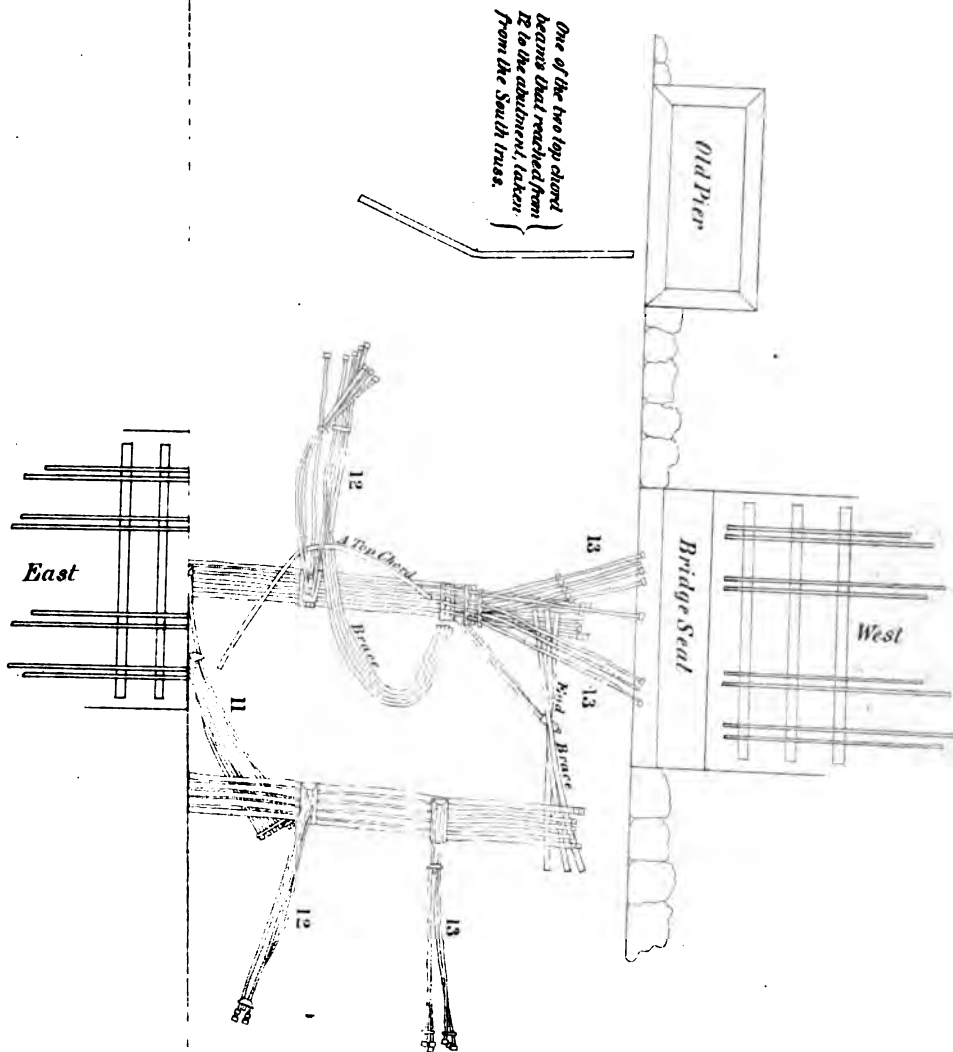 One of the two top chord
beams that reached from
12 to the abutment, taken
from the South truss.
Old Pier
12
A Top Chord
Brace
13
Bridge Seat
West
East
11
13
End A Brace
12
13